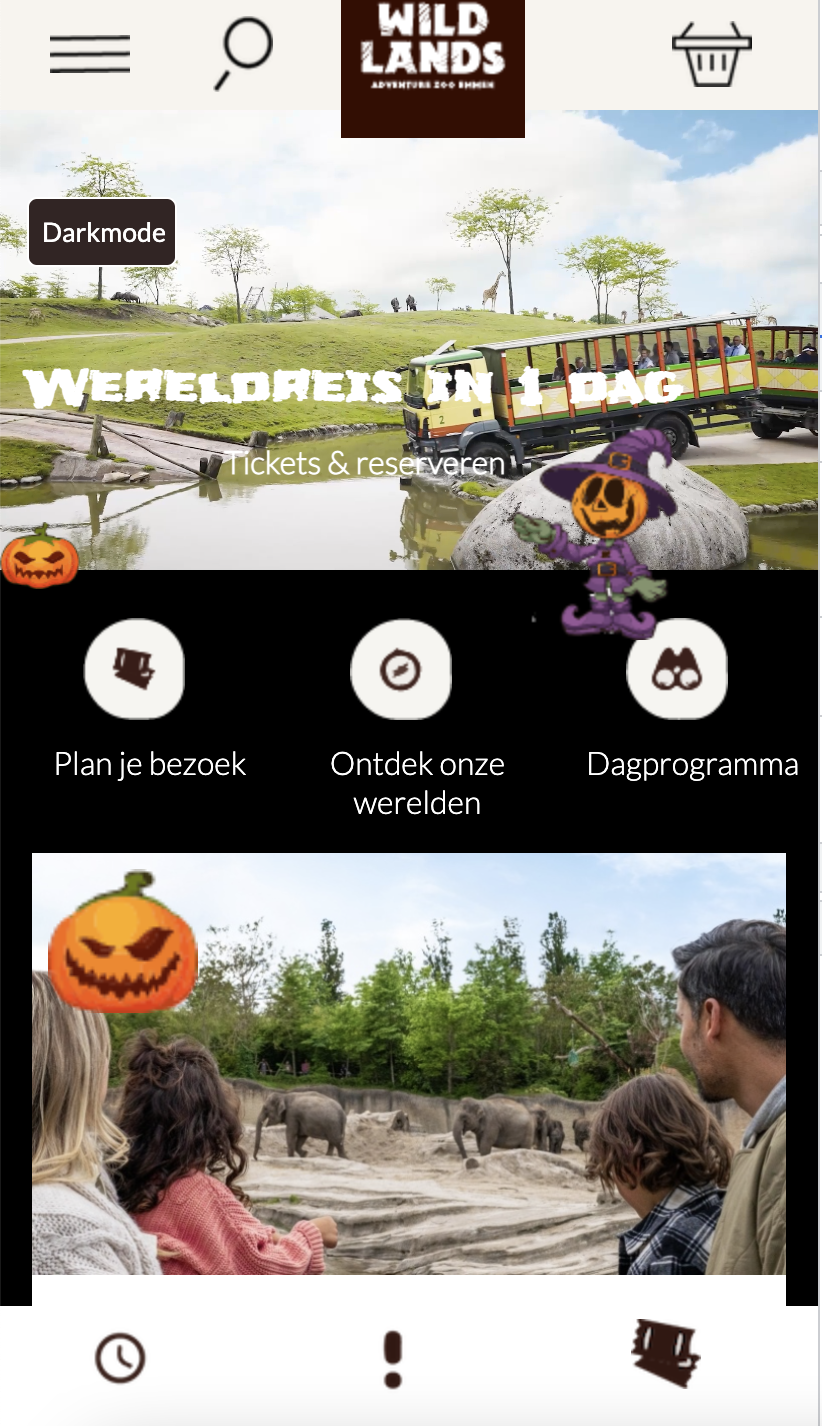 WILD
LANDS
ADVENTURE ZOO EMMEN
Darkmode
WERELDREIS IN 1 DAG
Tickets & reserveren
2
Plan je bezoek
Ontdek onze
werelden
Dagprogramma